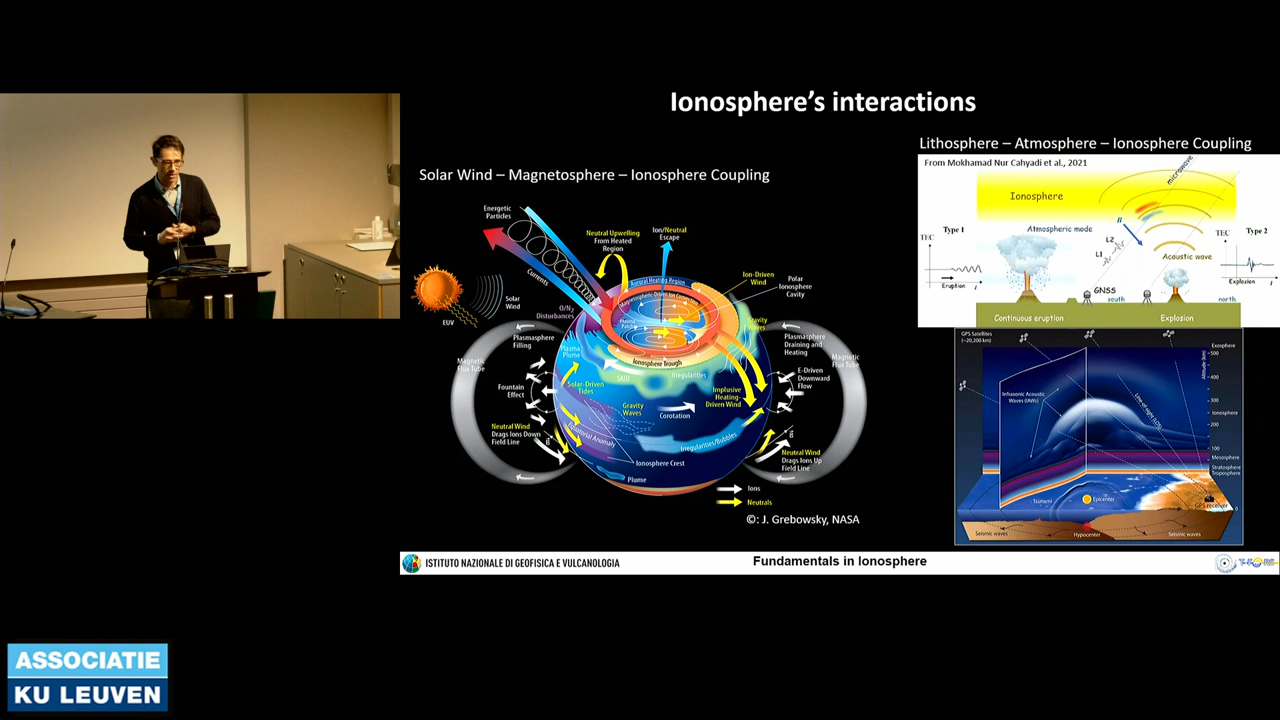 Ionosphere's interactions
Solar Wind – Magnetosphere – Ionosphere Coupling
Energetic
Particles
Currents
Neutral Upwelling
From Heated
Region
Ion/Neutral
Escape
Ion-Driven
Wind
Polar
Ionosphere
Cavity
Auroral Heating Region
Solar
Wind
EUV
O/N₂
Disturbances
Gravity
Waves
Plasmasphere
Filling
Plasmasphere
Draining and
Heating
Magnetic
Flux Tube
Magnetic
Flux Tube
Plasma
Plume
Ionosphere Trough
SAID
Irregularities
E-Driven
Downward
Flow
Fountain
Effect
Solar-Driven
Tides
Implusive
Heating-
Driven Wind
Gravity
Waves
Corotation
Neutral Wind
Drags Ions Down
Field Line
Equatorial Anomaly
Irregularities/Bubbles
Neutral Wind
Drags Ions Up
Field Line
Ionosphere Crest
Plume
Ions
Neutrals
©: J. Grebowsky, NASA
Lithosphere – Atmosphere – Ionosphere Coupling
From Mokhamad Nur Cahyadi et al., 2021
microwave
Ionosphere
B
Type 1
Atmospheric mode
L2
L1
TEC
Type 2
TEC
Acoustic wave
Eruption
t
GNSS
south
Explosion
t
north
Continuous eruption
Explosion
GPS Satellites
(~20,200 km)
Exosphere
Altitude (km)
500
400
300
200
100
0
Infrasonic Acoustic
Waves (IAWs)
Ionosphere
Mesosphere
Stratosphere
Troposphere
Tsunami
Epicenter
GPS receiver
Seismic waves
Hypocenter
Seismic waves
ISTITUTO NAZIONALE DI GEOFISICA E VULCANOLOGIA
Fundamentals in Ionosphere
ASSOCIATIE
KU LEUVEN